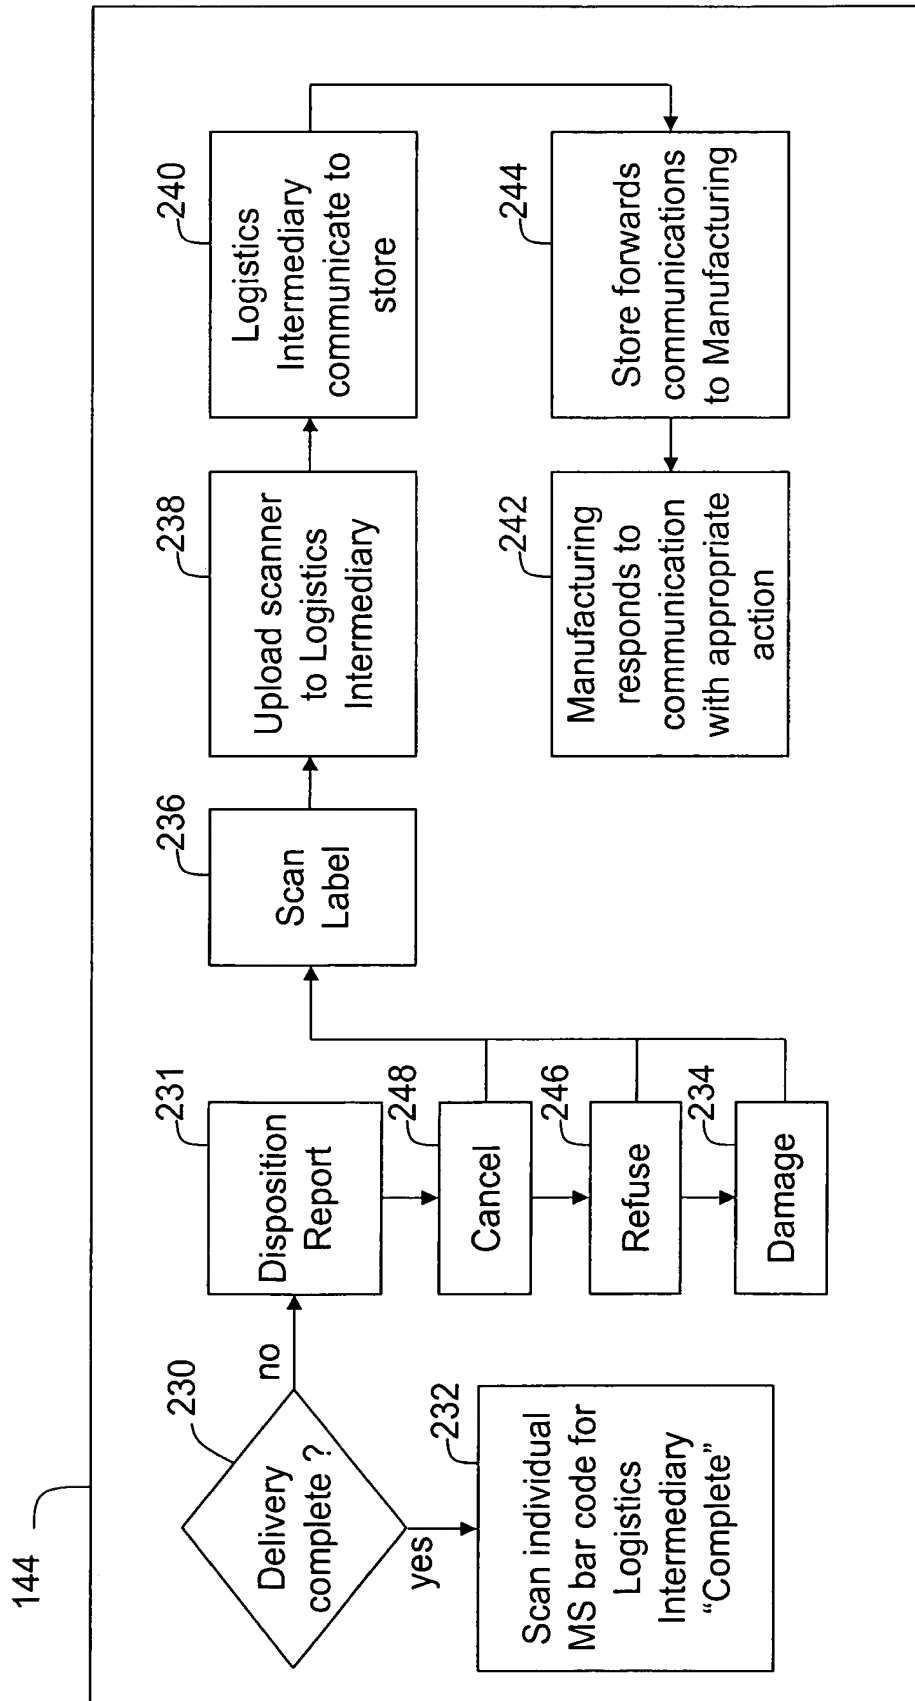 144
230
Delivery
complete ?
no
yes
232
Scan individual
MS bar code for
Logistics
Intermediary
“Complete”
231
Disposition
Report
248
Cancel
246
Refuse
234
Damage
236
Scan
Label
238
Upload scanner
to Logistics
Intermediary
240
Logistics
Intermediary
communicate to
store
244
Store forwards
communications
to Manufacturing
242
Manufacturing
responds to
communication
with appropriate
action